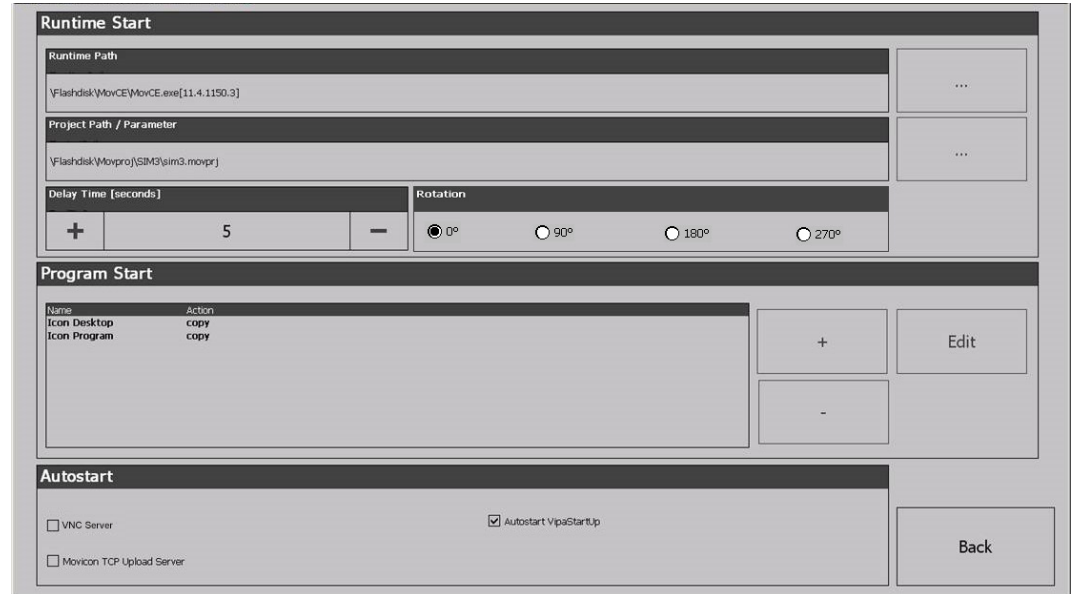 Runtime Start
Runtime Path
\Flashdisk\MovCE\MovCE.exe[11.4.1150.3]
...
Project Path / Parameter
\Flashdisk\Movproj\SIM3\sim3.movprj
...
Delay Time [seconds]
Rotation
+ 5 −
0° 90° 180° 270°
Program Start
Name Action
Icon Desktop copy
Icon Program copy
+
Edit
-
Autostart
VNC Server
Autostart VipaStartUp
Movicon TCP Upload Server
Back